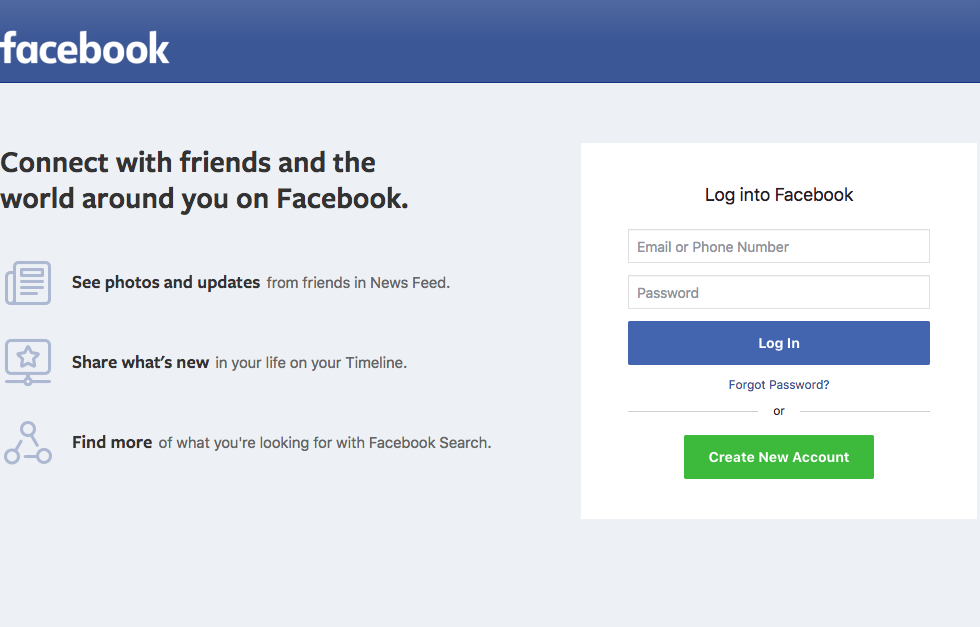 facebook
Connect with friends and the
world around you on Facebook.
See photos and updates from friends in News Feed.
Share what's new in your life on your Timeline.
Find more of what you're looking for with Facebook Search.
Log into Facebook
Email or Phone Number
Password
Log In
Forgot Password?
or
Create New Account